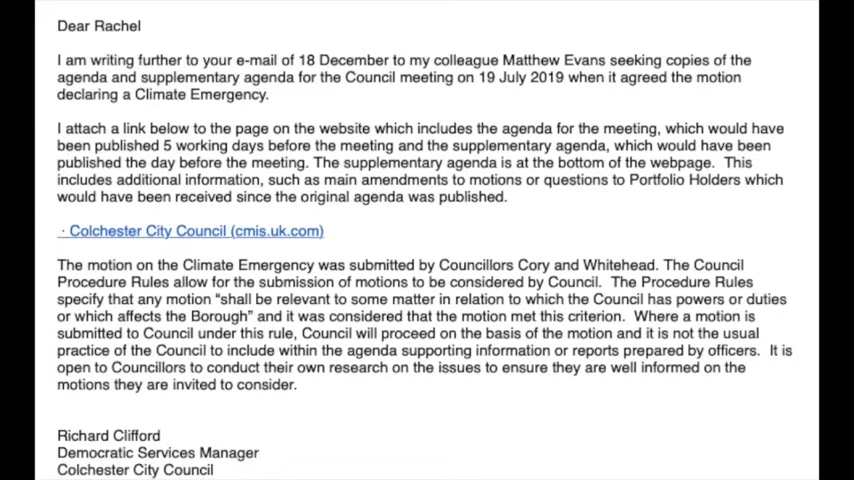 Dear Rachel
I am writing further to your e-mail of 18 December to my colleague Matthew Evans seeking copies of the
agenda and supplementary agenda for the Council meeting on 19 July 2019 when it agreed the motion
declaring a Climate Emergency.
I attach a link below to the page on the website which includes the agenda for the meeting, which would have
been published 5 working days before the meeting and the supplementary agenda, which would have been
published the day before the meeting. The supplementary agenda is at the bottom of the webpage.  This
includes additional information, such as main amendments to motions or questions to Portfolio Holders which
would have been received since the original agenda was published.
· Colchester City Council (cmis.uk.com)
The motion on the Climate Emergency was submitted by Councillors Cory and Whitehead. The Council
Procedure Rules allow for the submission of motions to be considered by Council.  The Procedure Rules
specify that any motion “shall be relevant to some matter in relation to which the Council has powers or duties
or which affects the Borough” and it was considered that the motion met this criterion.  Where a motion is
submitted to Council under this rule, Council will proceed on the basis of the motion and it is not the usual
practice of the Council to include within the agenda supporting information or reports prepared by officers.  It is
open to Councillors to conduct their own research on the issues to ensure they are well informed on the
motions they are invited to consider.
Richard Clifford
Democratic Services Manager
Colchester City Council